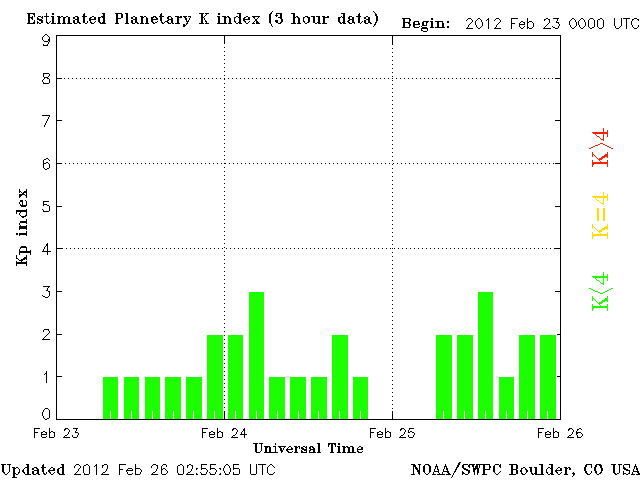 Estimated Planetary K index (3 hour data) Begin: 2012 Feb 23 0000 UTC
9
8
7
6
5
4
3
2
1
0
Kp index
Feb 23 Feb 24 Feb 25 Feb 26
Universal Time
K<4 K=4 K>4
Updated 2012 Feb 26 02:55:05 UTC NOAA/SWPC Boulder, CO USA